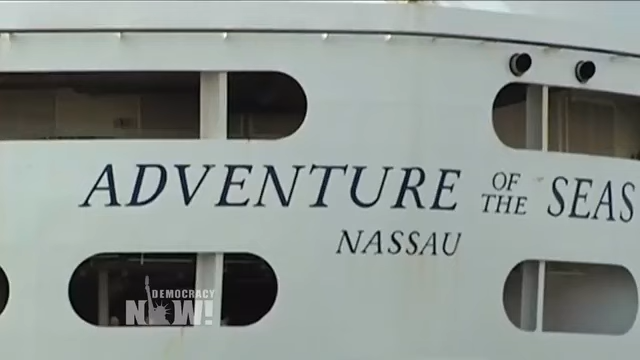 ADVENTURE OF THE SEAS
NASSAU
DEMOCRACY
NOW!